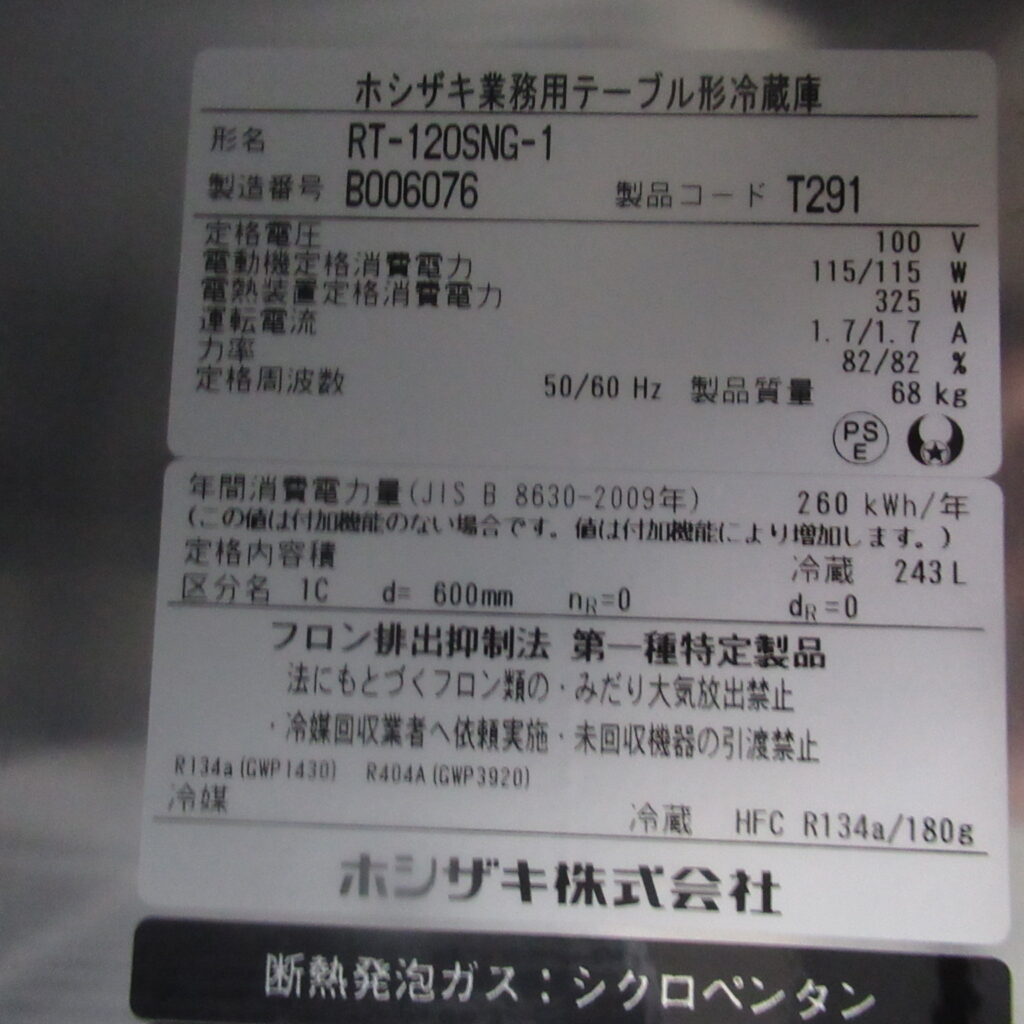 ホシザキ業務用テーブル形冷蔵庫
形名 RT-120SNG-1
製造番号 B006076 製品コード T291
定格電圧 100 V
電動機定格消費電力 115/115 W
電熱装置定格消費電力 325 W
運転電流 1.7/1.7 A
力率 82/82 %
定格周波数 50/60 Hz 製品質量 68 kg
PS
E
年間消費電力量(JIS B 8630-2009年) 260 kWh/年
(この値は付加機能のない場合です。値は付加機能により増加します。)
定格内容積 冷蔵 243L
区分名 1C d= 600mm nR=0 dR=0
フロン排出抑制法 第一種特定製品
法にもとづくフロン類の・みだり大気放出禁止
・冷媒回収業者へ依頼実施・未回収機器の引渡禁止
R134a(GWP1430) R404A(GWP3920)
冷媒 冷蔵 HFC R134a/180g
ホシザキ株式会社
断熱発泡ガス:シクロペンタン